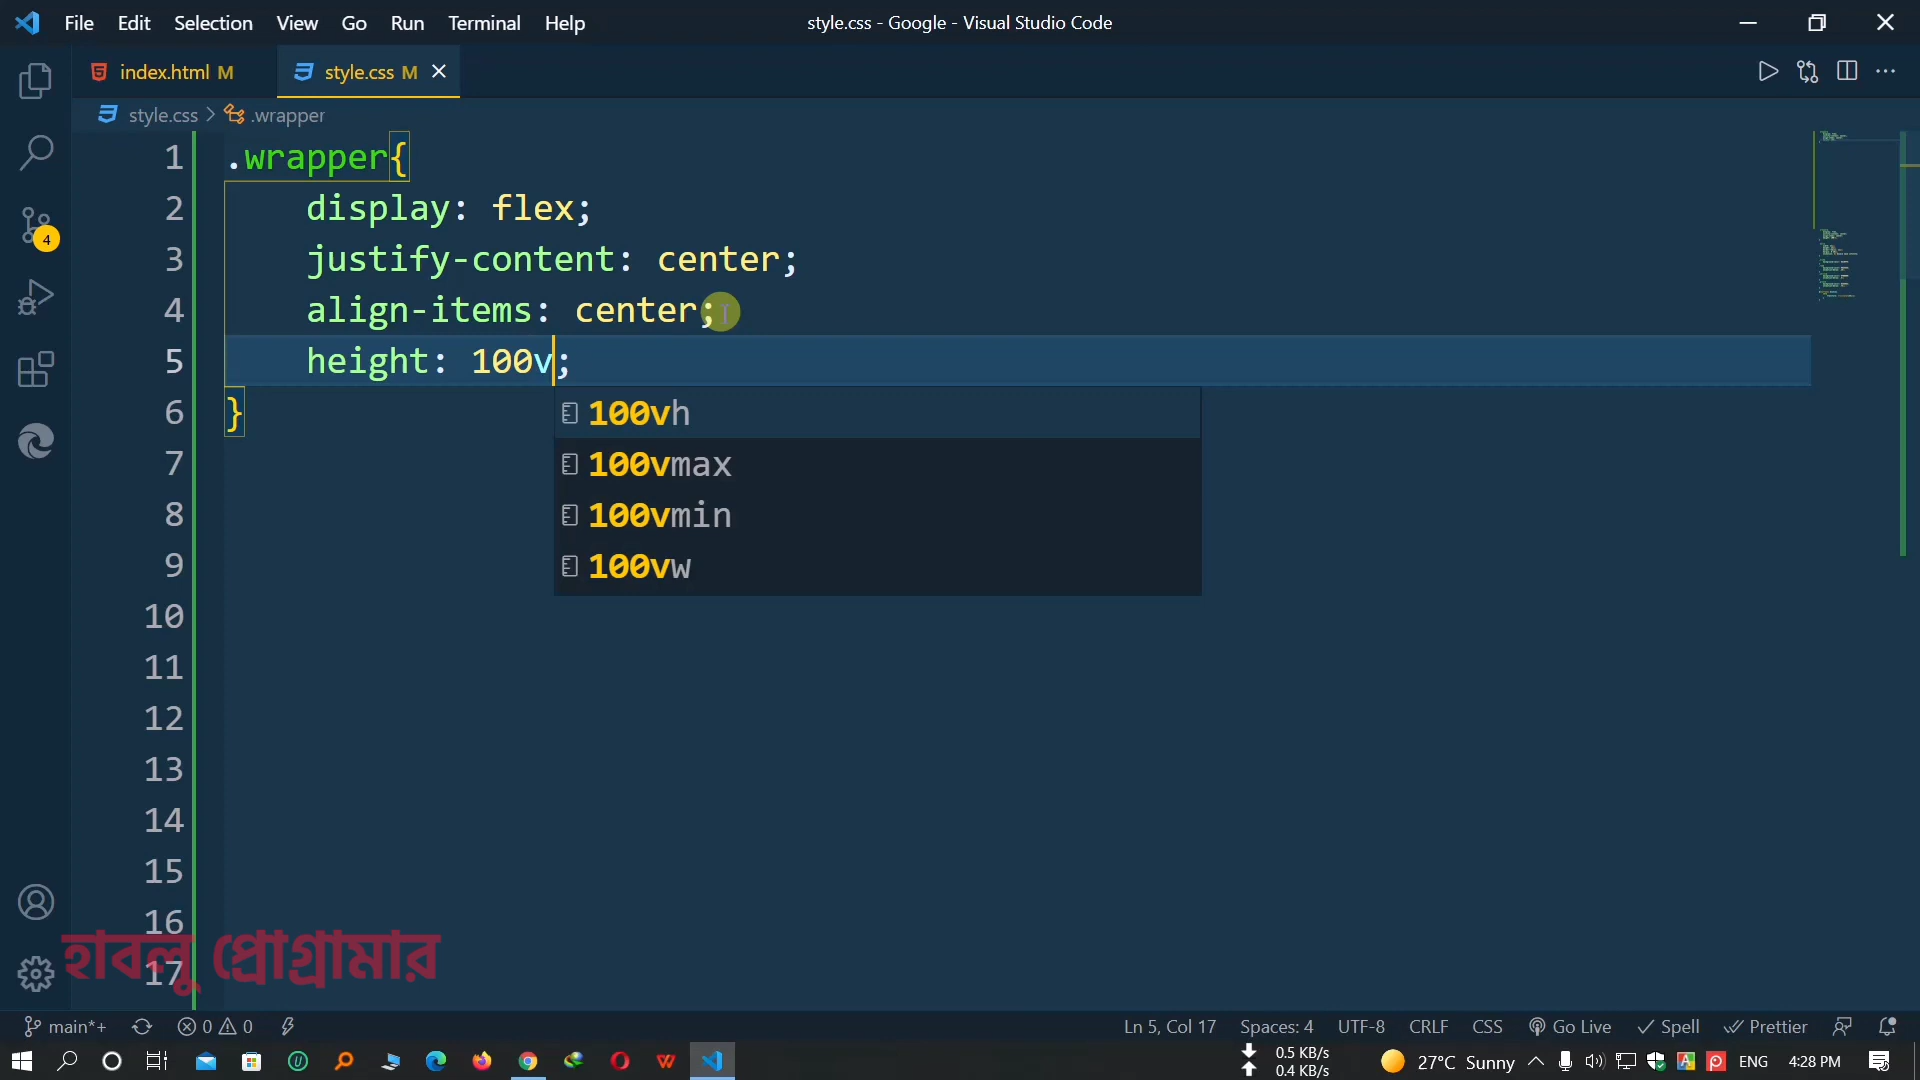 File Edit Selection View Go Run Terminal Help
style.css - Google - Visual Studio Code
index.html M
style.css M
style.css > .wrapper
1 .wrapper{
2 display: flex;
3 justify-content: center;
4 align-items: center;
5 height: 100v;
6 }
100vh
7
100vmax
8
100vmin
9
100vw
10
11
12
13
14
15
16
17
4
হাবলু প্রোগ্রামার
main*+ 0 0
Ln 5, Col 17 Spaces: 4 UTF-8 CRLF CSS Go Live Spell Prettier
0.5 KB/s
0.4 KB/s
27°C Sunny ENG 4:28 PM